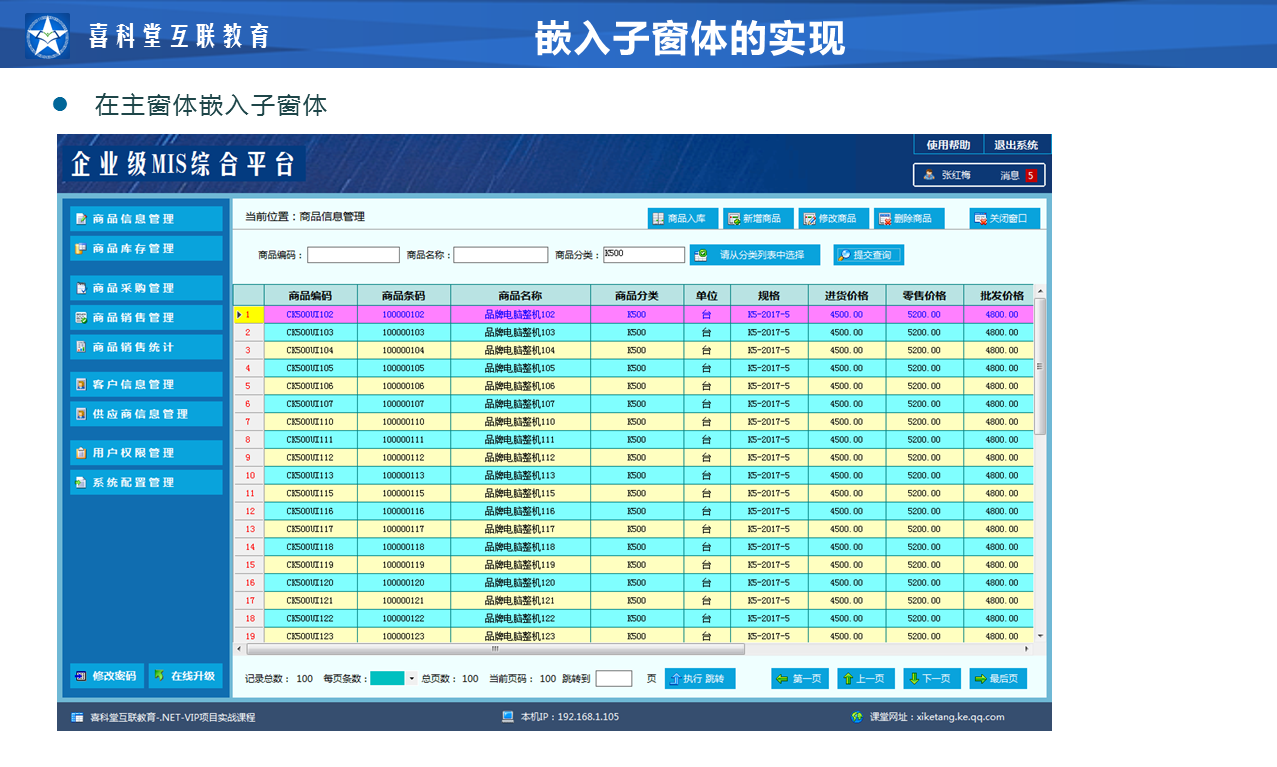 喜科堂互联教育
嵌入子窗体的实现
在主窗体嵌入子窗体
企业级MIS综合平台
使用帮助 退出系统
张红梅 消息 5
商品信息管理
商品库存管理
商品采购管理
商品销售管理
商品销售统计
客户信息管理
供应商信息管理
用户权限管理
系统配置管理
修改密码 在线升级
当前位置：商品信息管理 商品入库 新增商品 修改商品 删除商品 关闭窗口
商品编码： 商品名称： 商品分类： K500 请从分类列表中选择 提交查询
商品编码 商品条码 商品名称 商品分类 单位 规格 进货价格 零售价格 批发价格
1 CK500UI102 100000102 品牌电脑整机102 K500 台 K5-2017-5 4500.00 5200.00 4800.00
2 CK500UI103 100000103 品牌电脑整机103 K500 台 K5-2017-5 4500.00 5200.00 4800.00
3 CK500UI104 100000104 品牌电脑整机104 K500 台 K5-2017-5 4500.00 5200.00 4800.00
4 CK500UI105 100000105 品牌电脑整机105 K500 台 K5-2017-5 4500.00 5200.00 4800.00
5 CK500UI106 100000106 品牌电脑整机106 K500 台 K5-2017-5 4500.00 5200.00 4800.00
6 CK500UI107 100000107 品牌电脑整机107 K500 台 K5-2017-5 4500.00 5200.00 4800.00
7 CK500UI110 100000110 品牌电脑整机110 K500 台 K5-2017-5 4500.00 5200.00 4800.00
8 CK500UI111 100000111 品牌电脑整机111 K500 台 K5-2017-5 4500.00 5200.00 4800.00
9 CK500UI112 100000112 品牌电脑整机112 K500 台 K5-2017-5 4500.00 5200.00 4800.00
10 CK500UI113 100000113 品牌电脑整机113 K500 台 K5-2017-5 4500.00 5200.00 4800.00
11 CK500UI115 100000115 品牌电脑整机115 K500 台 K5-2017-5 4500.00 5200.00 4800.00
12 CK500UI116 100000116 品牌电脑整机116 K500 台 K5-2017-5 4500.00 5200.00 4800.00
13 CK500UI117 100000117 品牌电脑整机117 K500 台 K5-2017-5 4500.00 5200.00 4800.00
14 CK500UI118 100000118 品牌电脑整机118 K500 台 K5-2017-5 4500.00 5200.00 4800.00
15 CK500UI119 100000119 品牌电脑整机119 K500 台 K5-2017-5 4500.00 5200.00 4800.00
16 CK500UI120 100000120 品牌电脑整机120 K500 台 K5-2017-5 4500.00 5200.00 4800.00
17 CK500UI121 100000121 品牌电脑整机121 K500 台 K5-2017-5 4500.00 5200.00 4800.00
18 CK500UI122 100000122 品牌电脑整机122 K500 台 K5-2017-5 4500.00 5200.00 4800.00
19 CK500UI123 100000123 品牌电脑整机123 K500 台 K5-2017-5 4500.00 5200.00 4800.00
记录总数： 100 每页条数： 总页数： 100 当前页码： 100 跳转到 页 执行 跳转 第一页 上一页 下一页 最后页
喜科堂互联教育-.NET-VIP项目实战课程 本机IP：192.168.1.105 课堂网址：xiketang.ke.qq.com